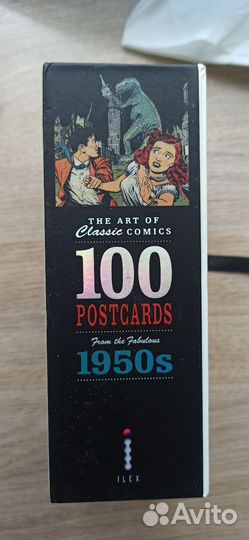 THE ART OF
Classic COMICS
100
POSTCARDS
From the Fabulous
1950s
ILEX
Avito